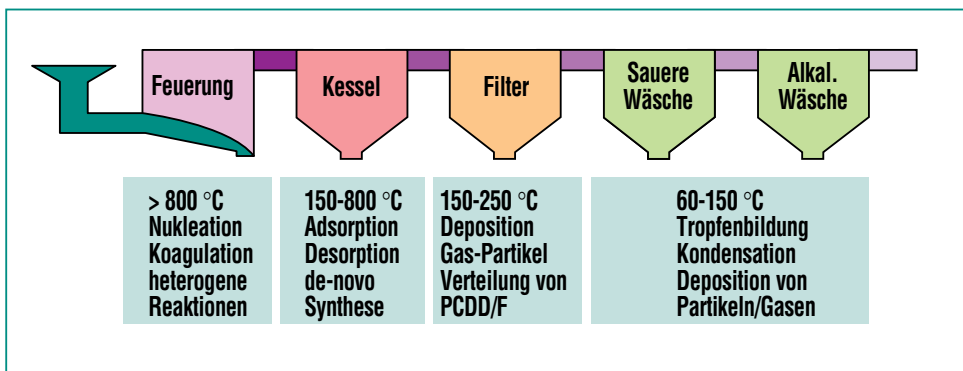 Feuerung
Kessel
Filter
Sauere
Wäsche
Alkal.
Wäsche
> 800 °C
Nukleation
Koagulation
heterogene
Reaktionen
150-800 °C
Adsorption
Desorption
de-novo
Synthese
150-250 °C
Deposition
Gas-Partikel
Verteilung von
PCDD/F
60-150 °C
Tropfenbildung
Kondensation
Deposition von
Partikeln/Gasen